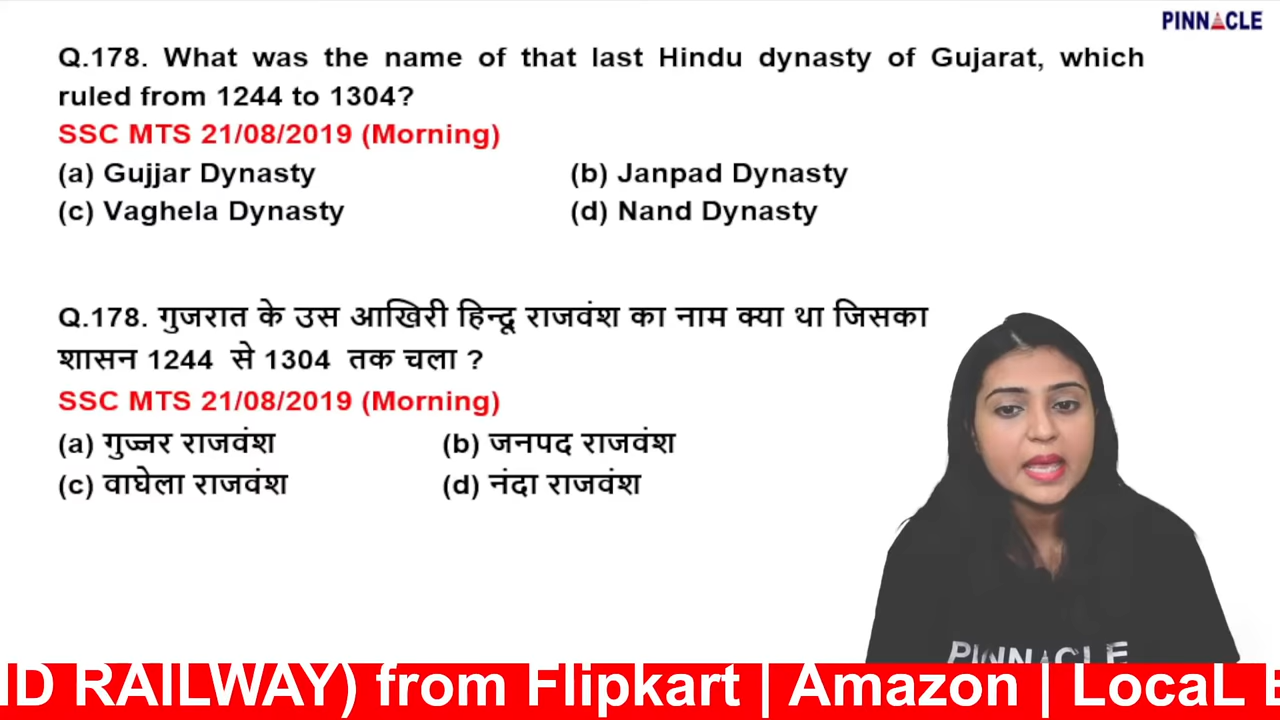 PINNACLE
Q.178. What was the name of that last Hindu dynasty of Gujarat, which
ruled from 1244 to 1304?
SSC MTS 21/08/2019 (Morning)
(a) Gujjar Dynasty (b) Janpad Dynasty
(c) Vaghela Dynasty (d) Nand Dynasty
Q.178. गुजरात के उस आखिरी हिन्दू राजवंश का नाम क्या था जिसका
शासन 1244 से 1304 तक चला ?
SSC MTS 21/08/2019 (Morning)
(a) गुज्जर राजवंश (b) जनपद राजवंश
(c) वाघेला राजवंश (d) नंदा राजवंश
PINNACLE
ND RAILWAY) from Flipkart | Amazon | LocaL